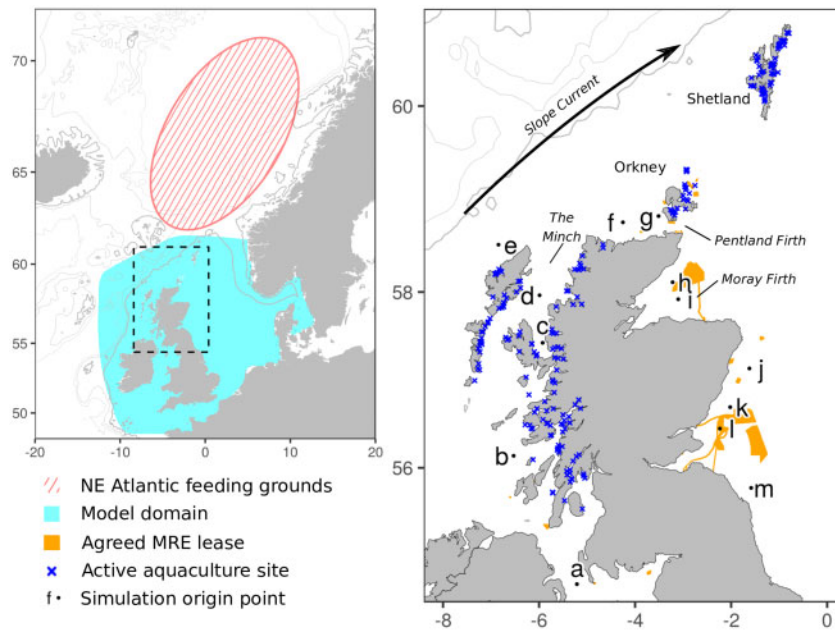 70
65
60
55
50
-20
-10
0
10
20
NE Atlantic feeding grounds
Model domain
Agreed MRE lease
Active aquaculture site
f • Simulation origin point
60
58
56
-8
-6
-4
-2
0
Slope Current
Shetland
Orkney
The
Minch
Pentland Firth
Moray Firth
g
f
e
h
d
i
c
j
k
l
b
m
a